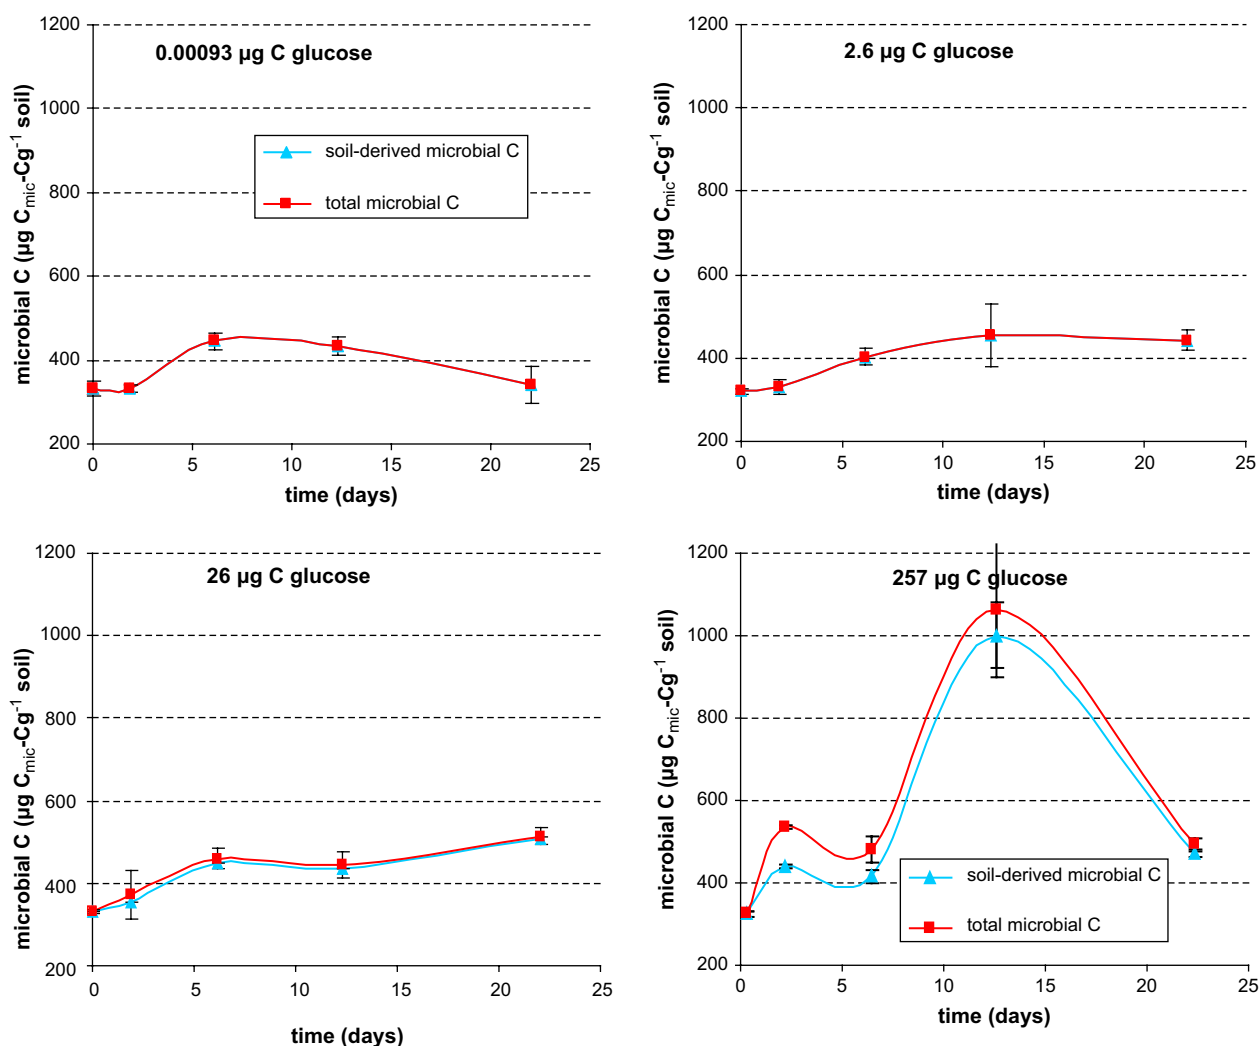 0.00093 µg C glucose
microbial C (µg Cmic-Cg-1 soil)
1200
1000
800
600
400
200
soil-derived microbial C
total microbial C
0 5 10 15 20 25
time (days)
2.6 µg C glucose
microbial C (µg Cmic-Cg-1 soil)
1200
1000
800
600
400
200
0 5 10 15 20 25
time (days)
26 µg C glucose
microbial C (µg Cmic-Cg-1 soil)
1200
1000
800
600
400
200
0 5 10 15 20 25
time (days)
257 µg C glucose
microbial C (µg Cmic-Cg-1 soil)
1200
1000
800
600
400
200
soil-derived microbial C
total microbial C
0 5 10 15 20 25
time (days)